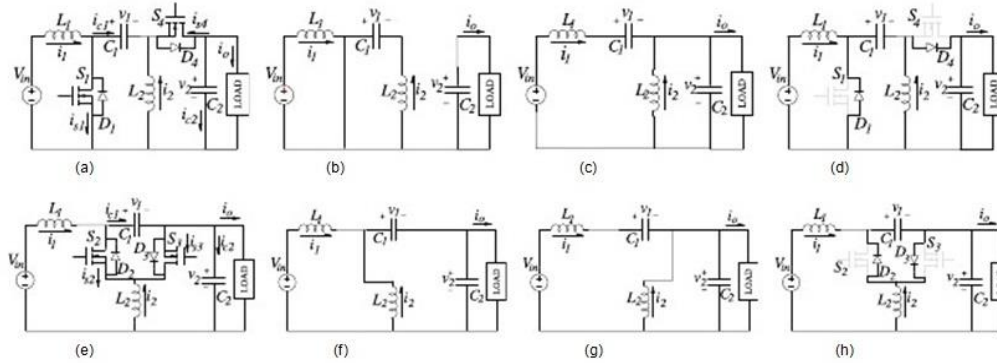 L1 i1 Vin ic1 v1 + − C1 S4 is4 D4 io S1 is1 D1 L2 i2 v2 + − C2 ic2 LOAD
(a)
L1 i1 + v1 − C1 L2 i2 io v2 + − C2 LOAD
(b)
L1 i1 + v1 − C1 L2 i2 io v2 + − C2 LOAD
(c)
L1 i1 Vin + v1 − C1 S4 D4 io S1 D1 L2 i2 v2 + − C2 LOAD
(d)
L1 i1 Vin ic1 + v1 − C1 S2 is2 D2 D3 S3 is3 ic2 io L2 i2 v2 + − C2 LOAD
(e)
L1 i1 Vin + v1 − C1 L2 i2 io v2 + − C2 LOAD
(f)
L1 i1 Vin + v1 − C1 L2 i2 io v2 + − C2 LOAD
(g)
L1 i1 Vin + v1 − C1 S2 D2 D3 S3 io L2 i2 v2 + − C2 LOAD
(h)